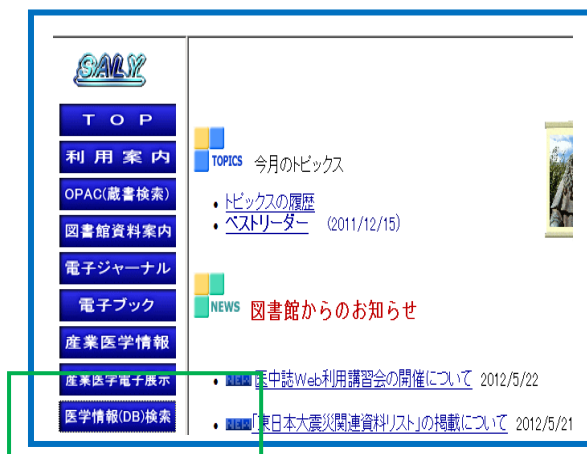 SALY
TOP
利用案内
OPAC(蔵書検索)
図書館資料案内
電子ジャーナル
電子ブック
産業医学情報
産業医学電子展示
医学情報(DB)検索
TOPICS 今月のトピックス
トピックスの履歴
ベストリーダー (2011/12/15)
NEWS 図書館からのお知らせ
医中誌Web利用講習会の開催について 2012/5/22
「東日本大震災関連資料リスト」の掲載について 2012/5/21